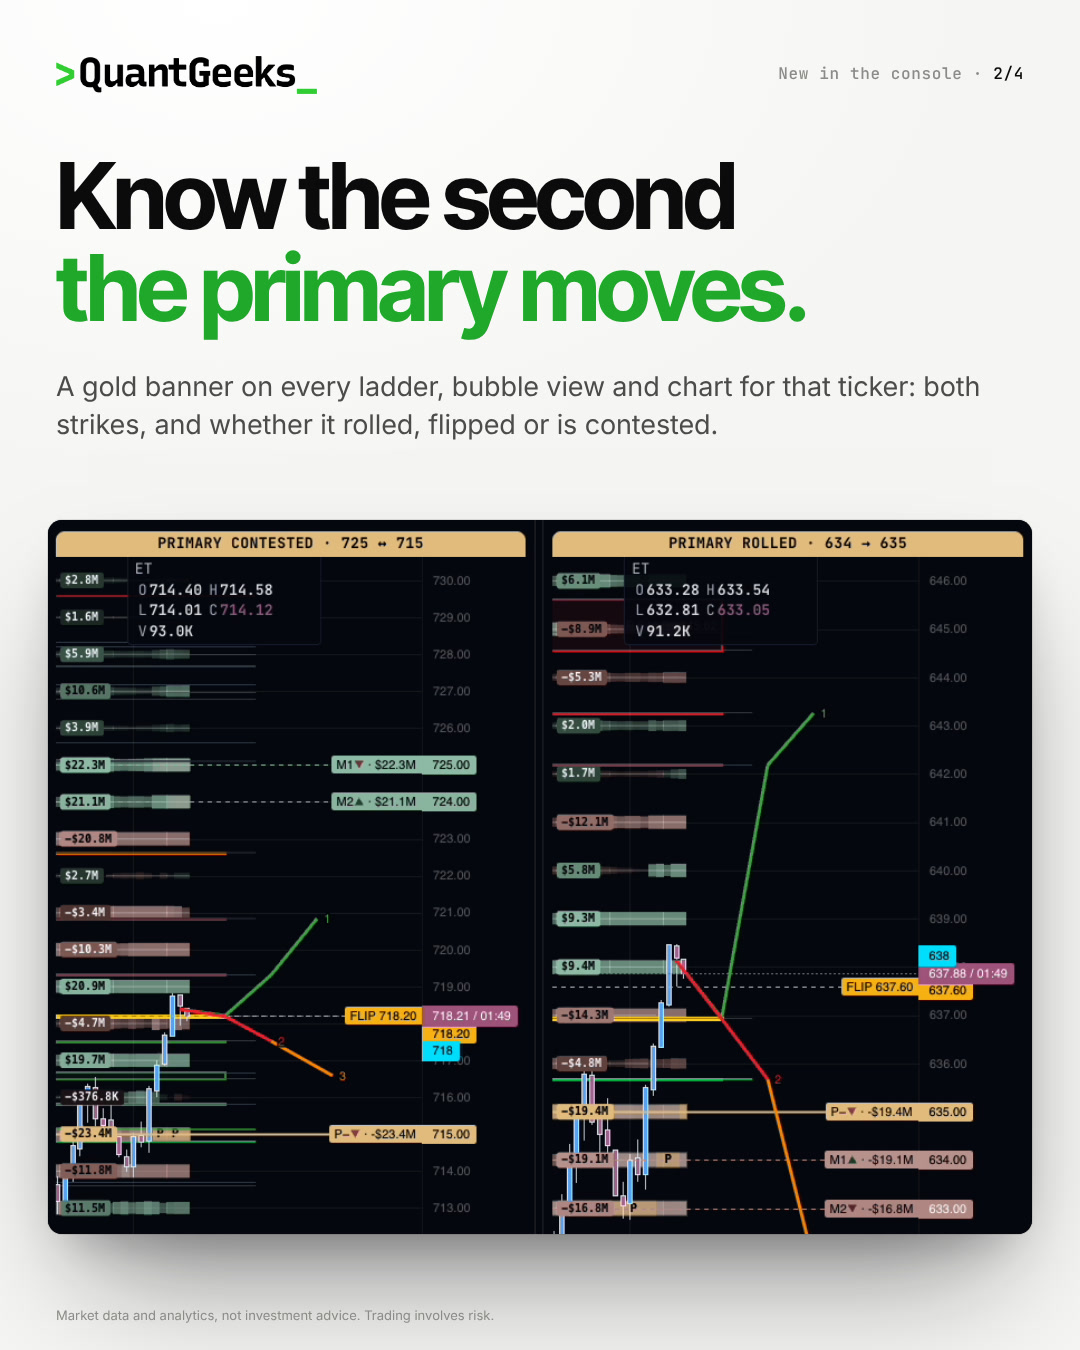 >QuantGeeks_
New in the console · 2/4
Know the second
the primary moves.
A gold banner on every ladder, bubble view and chart for that ticker: both
strikes, and whether it rolled, flipped or is contested.
PRIMARY CONTESTED · 725 ↔ 715
ET
O714.40 H714.58
L714.01 C714.12
V93.0K
$2.8M 730.00
$1.6M 729.00
$5.9M 728.00
$10.6M 727.00
$3.9M 726.00
$22.3M M1▼ · $22.3M 725.00
$21.1M M2▲ · $21.1M 724.00
-$20.8M 723.00
$2.7M 722.00
-$3.4M 1 721.00
-$10.3M 720.00
$20.9M 719.00
FLIP 718.20 718.21 / 01:49
-$4.7M 718.20
2 718
$19.7M
3
-$376.8K 716.00
-$23.4M P P P-▼ · -$23.4M 715.00
-$11.8M 714.00
$11.5M 713.00
PRIMARY ROLLED · 634 → 635
ET
O633.28 H633.54
L632.81 C633.05
V91.2K
$6.1M 646.00
-$8.9M 645.00
-$5.3M 644.00
1
$2.0M 643.00
$1.7M 642.00
-$12.1M 641.00
$5.8M 640.00
$9.3M 639.00
638
$9.4M 637.88 / 01:49
FLIP 637.60 637.60
-$14.3M 637.00
-$4.8M 636.00
2
-$19.4M P-▼ · -$19.4M 635.00
-$19.1M P M1▲ · -$19.1M 634.00
-$16.8M P M2▼ · -$16.8M 633.00
Market data and analytics, not investment advice. Trading involves risk.